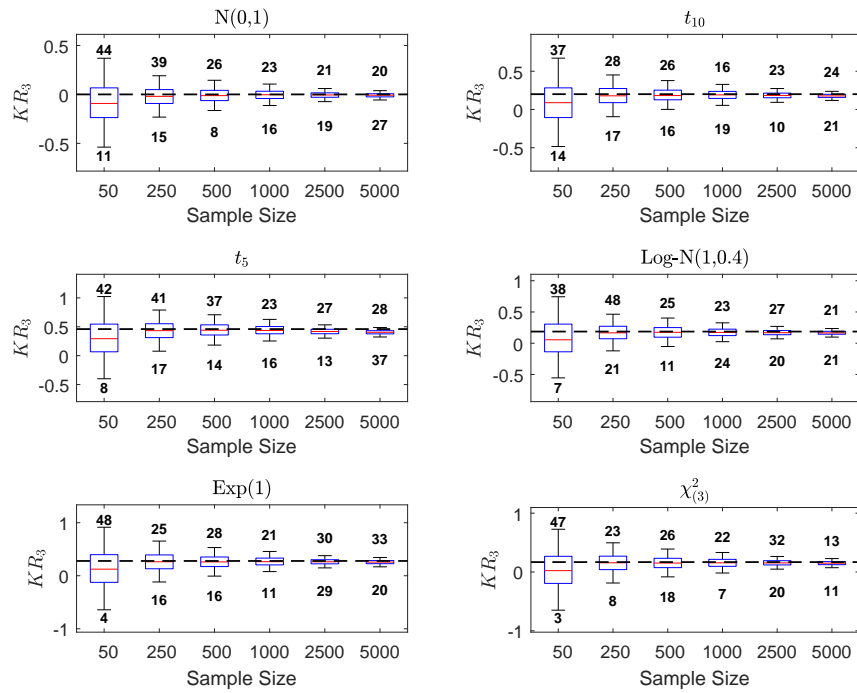 N(0,1)
44 39 26 23 21 20
0.5
0
-0.5
KR₃
11 15 8 16 19 27
50 250 500 1000 2500 5000
Sample Size
t₁₀
37 28 26 16 23 24
0.5
0
-0.5
KR₃
14 17 16 19 10 21
50 250 500 1000 2500 5000
Sample Size
t₅
42 41 37 23 27 28
1
0.5
0
-0.5
KR₃
8 17 14 16 13 37
50 250 500 1000 2500 5000
Sample Size
Log-N(1,0.4)
38 48 25 23 27 21
1
0.5
0
-0.5
KR₃
7 21 11 24 20 21
50 250 500 1000 2500 5000
Sample Size
Exp(1)
48 25 28 21 30 33
1
0
-1
KR₃
4 16 16 11 29 20
50 250 500 1000 2500 5000
Sample Size
χ²₍₃₎
47 23 26 22 32 13
1
0
-1
KR₃
3 8 18 7 20 11
50 250 500 1000 2500 5000
Sample Size